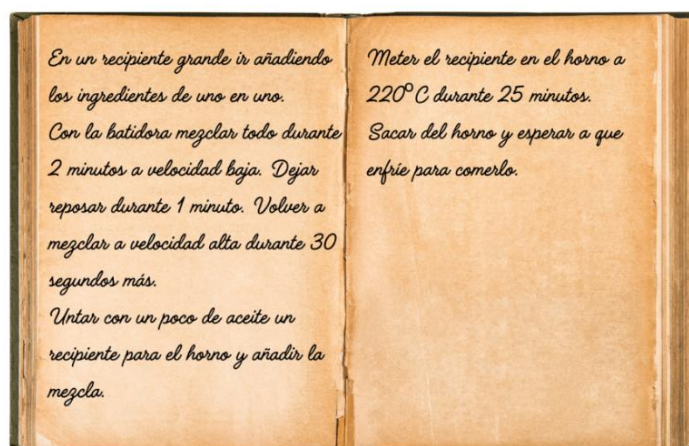 En un recipiente grande ir añadiendo
los ingredientes de uno en uno.
Con la batidora mezclar todo durante
2 minutos a velocidad baja. Dejar
reposar durante 1 minuto. Volver a
mezclar a velocidad alta durante 30
segundos más.
Untar con un poco de aceite un
recipiente para el horno y añadir la
mezcla.
Meter el recipiente en el horno a
220º C durante 25 minutos.
Sacar del horno y esperar a que
enfríe para comerlo.